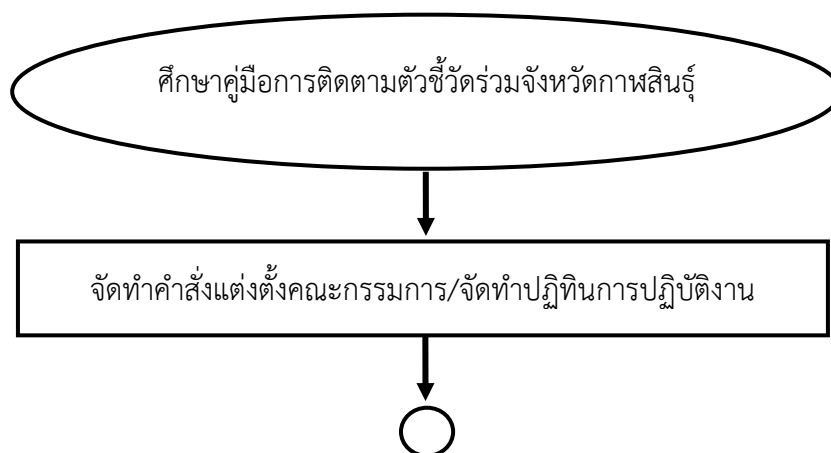 ศึกษาคู่มือการติดตามตัวชี้วัดร่วมจังหวัดกาฬสินธุ์
จัดทำคำสั่งแต่งตั้งคณะกรรมการ/จัดทำปฏิทินการปฏิบัติงาน